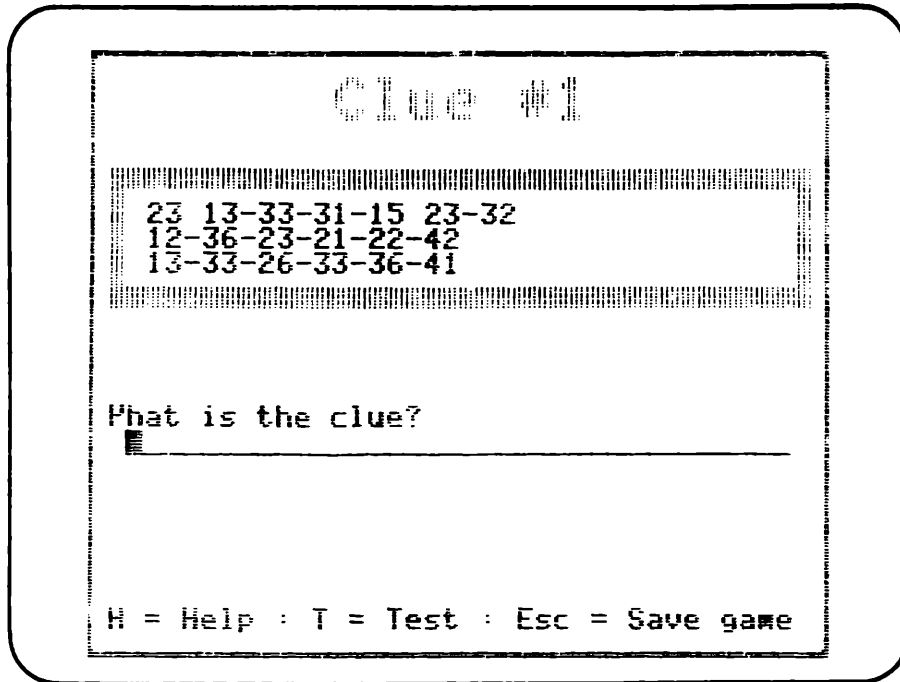 Clue #1
23 13-33-31-15 23-32
12-36-23-21-22-42
13-33-26-33-36-41
What is the clue?
H = Help : T = Test : Esc = Save game